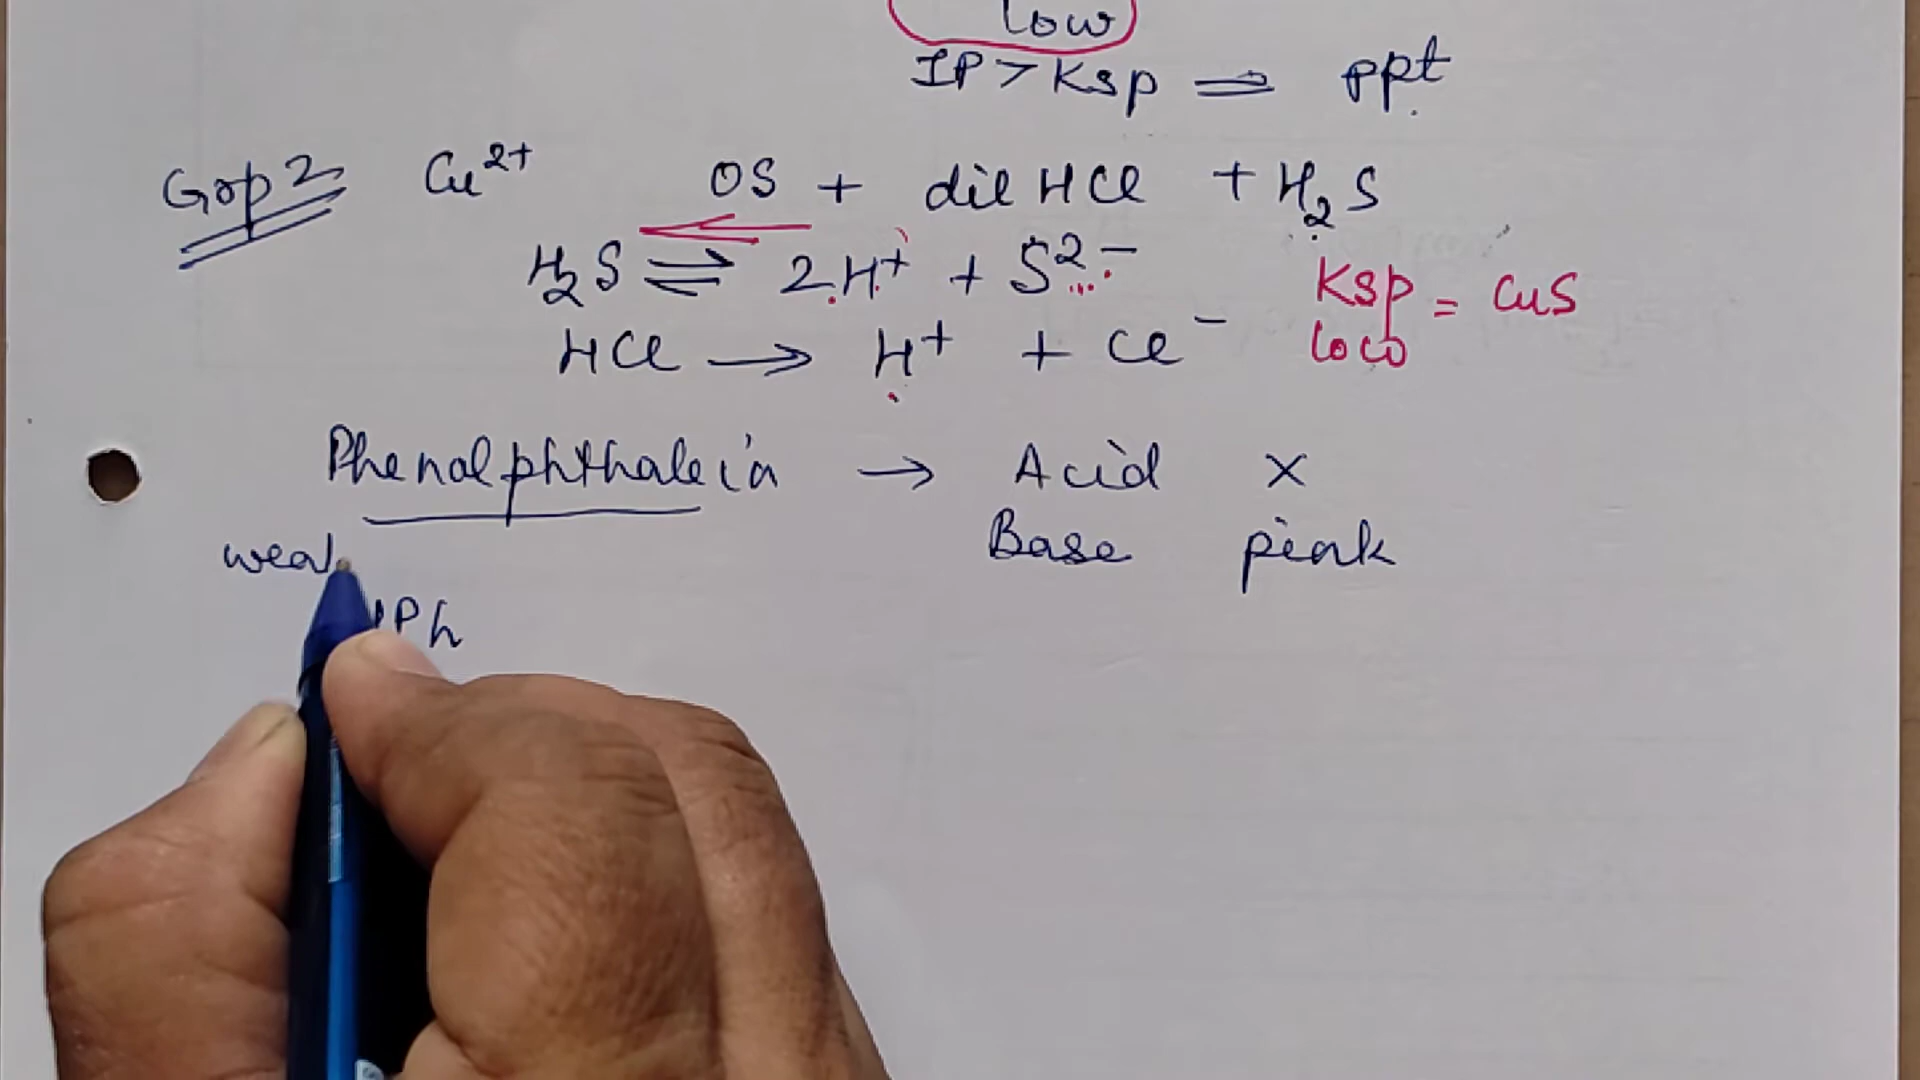 low
IP > Ksp ⇒ ppt
Grp 2 Cu²⁺ OS + dil HCl + H₂S
H₂S ⇌ 2H⁺ + S²⁻
Ksp = CuS
low
HCl → H⁺ + Cl⁻
Phenolphthalein → Acid ×
Base pink
weak
HPh